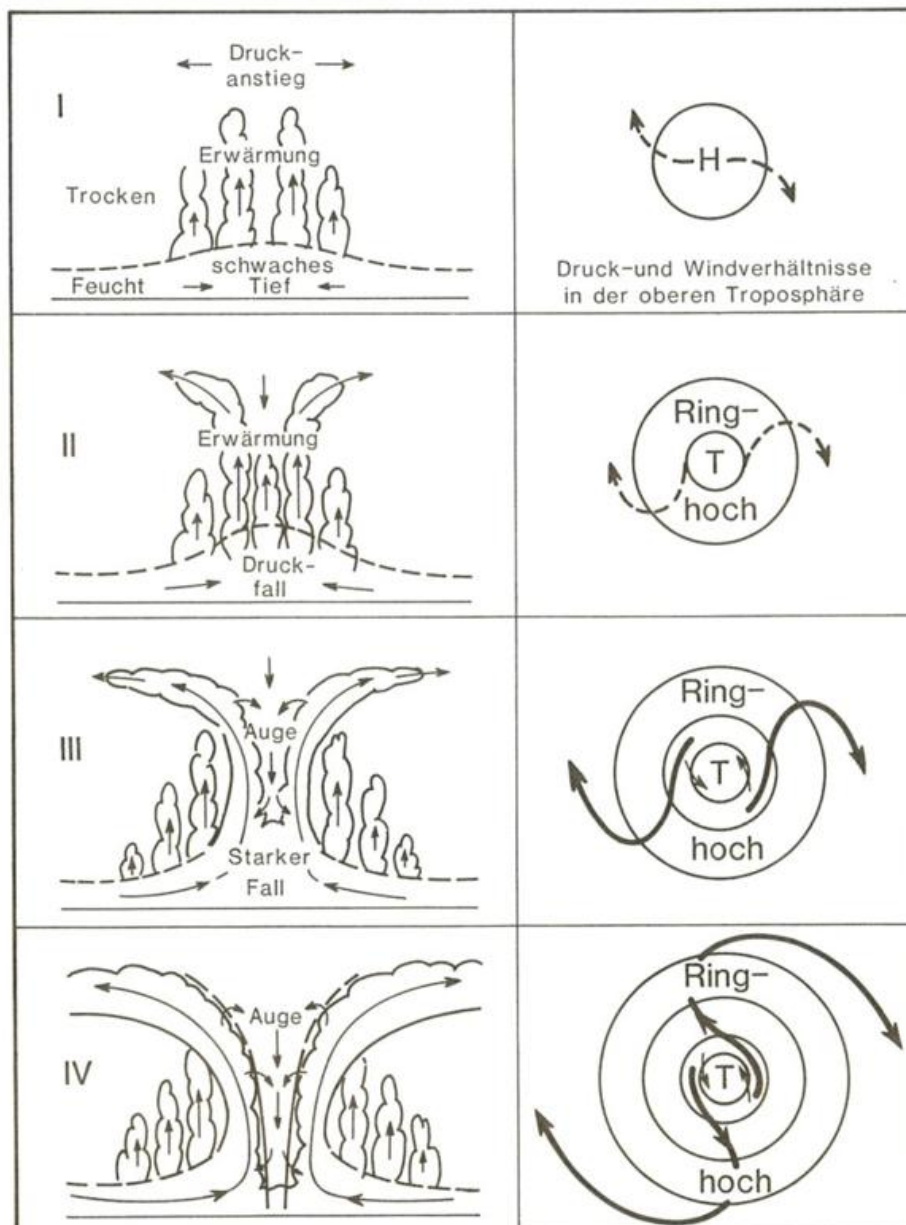 I
Druck-
anstieg
Erwärmung
Trocken
schwaches
Feucht Tief
H
Druck-und Windverhältnisse
in der oberen Troposphäre
II
Erwärmung
Druck-
fall
Ring-
T
hoch
III
Auge
Starker
Fall
Ring-
T
hoch
IV
Auge
Ring-
T
hoch